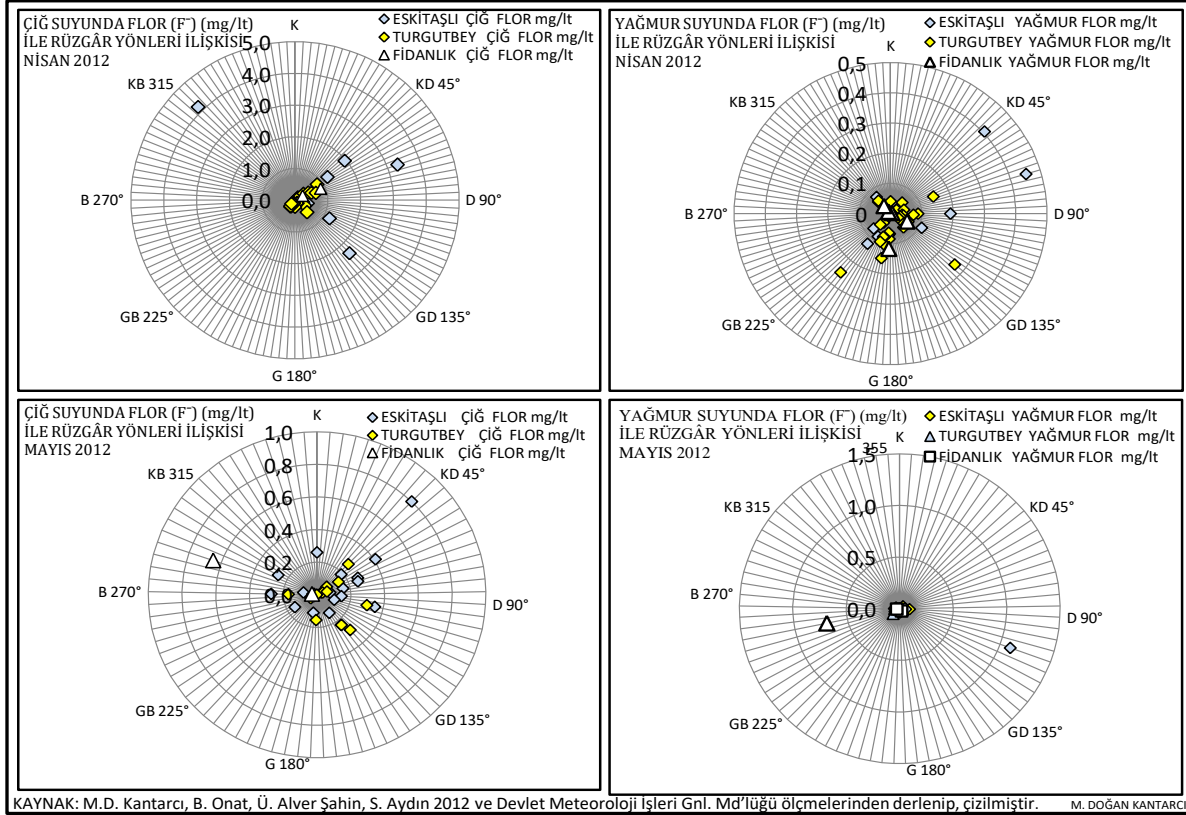 ÇİĞ SUYUNDA FLOR (F⁻) (mg/lt)
İLE RÜZGÂR YÖNLERİ İLİŞKİSİ
NİSAN 2012
ESKİTAŞLI ÇİĞ FLOR mg/lt
TURGUTBEY ÇİĞ FLOR mg/lt
FİDANLIK ÇİĞ FLOR mg/lt
K
KD 45°
D 90°
GD 135°
G 180°
GB 225°
B 270°
KB 315
5,0
4,0
3,0
2,0
1,0
0,0
YAĞMUR SUYUNDA FLOR (F⁻) (mg/lt)
İLE RÜZGÂR YÖNLERİ İLİŞKİSİ
NİSAN 2012
ESKİTAŞLI YAĞMUR FLOR mg/lt
TURGUTBEY YAĞMUR FLOR mg/lt
FİDANLIK YAĞMUR FLOR mg/lt
K
KD 45°
D 90°
GD 135°
G 180°
GB 225°
B 270°
KB 315
0,5
0,4
0,3
0,2
0,1
0
ÇİĞ SUYUNDA FLOR (F⁻) (mg/lt)
İLE RÜZGÂR YÖNLERİ İLİŞKİSİ
MAYIS 2012
ESKİTAŞLI ÇİĞ FLOR mg/lt
TURGUTBEY ÇİĞ FLOR mg/lt
FİDANLIK ÇİĞ FLOR mg/lt
K
KD 45°
D 90°
GD 135°
G 180°
GB 225°
B 270°
KB 315
1,0
0,8
0,6
0,4
0,2
0,0
YAĞMUR SUYUNDA FLOR (F⁻) (mg/lt)
İLE RÜZGÂR YÖNLERİ İLİŞKİSİ
MAYIS 2012
ESKİTAŞLI YAĞMUR FLOR mg/lt
TURGUTBEY YAĞMUR FLOR mg/lt
FİDANLIK YAĞMUR FLOR mg/lt
355
K
KD 45°
D 90°
GD 135°
G 180°
GB 225°
B 270°
KB 315
1,5
1,0
0,5
0,0
KAYNAK: M.D. Kantarcı, B. Onat, Ü. Alver Şahin, S. Aydın 2012 ve Devlet Meteoroloji İşleri Gnl. Md'lüğü ölçmelerinden derlenip, çizilmiştir.
M. DOĞAN KANTARCI